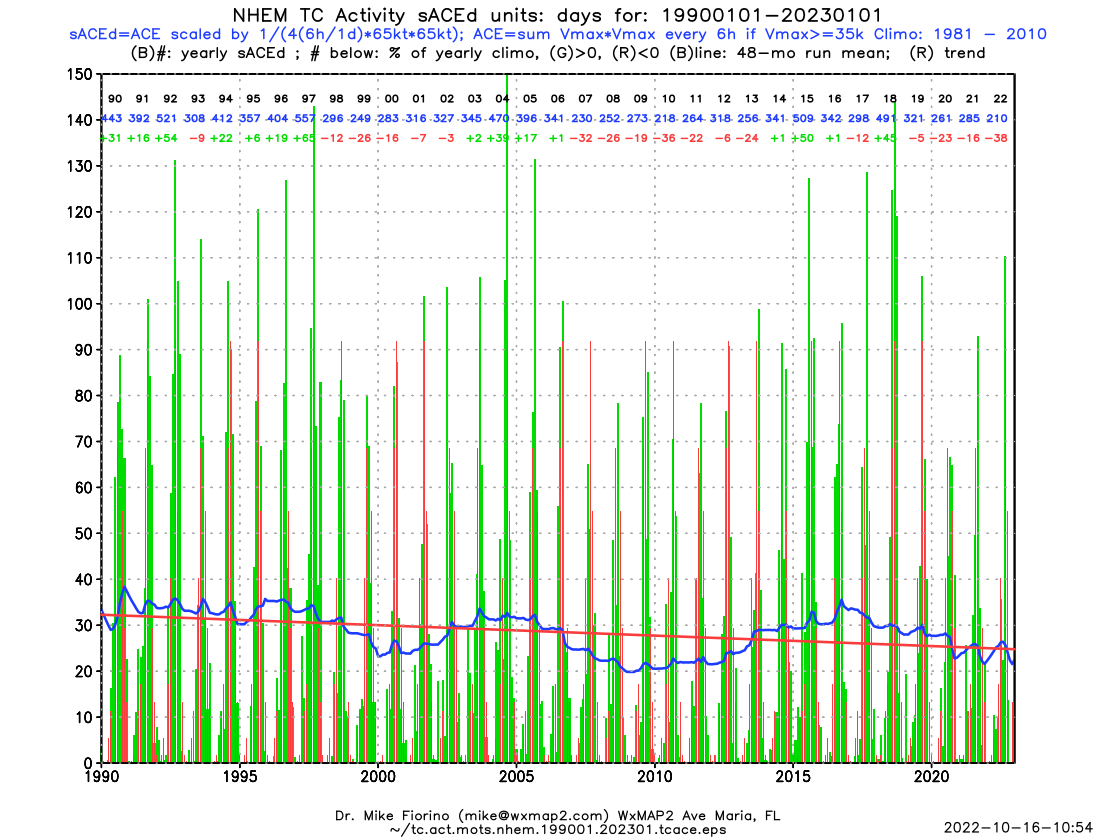 NHEM TC Activity sACEd units: days for: 19900101-20230101
sACEd=ACE scaled by 1/(4(6h/1d)*65kt*65kt); ACE=sum Vmax*Vmax every 6h if Vmax>=35k Climo: 1981 - 2010
(B)#: yearly sACEd ; # below: % of yearly climo, (G)>0, (R)<0 (B)line: 48-mo run mean; (R) trend
150
90 91 92 93 94 95 96 97 98 99 00 01 02 03 04 05 06 07 08 09 10 11 12 13 14 15 16 17 18 19 20 21 22
140
443 392 521 308 412 357 404 557 296 249 283 316 327 345 470 396 341 230 252 273 218 264 318 256 341 509 342 298 491 321 261 285 210
+31 +16 +54 -9 +22 +6 +19 +65 -12 -26 -16 -7 -3 +2 +39 +17 +1 -32 -26 -19 -36 -22 -6 -24 +1 +50 +1 -12 +45 -5 -23 -16 -38
130
120
110
100
90
80
70
60
50
40
30
20
10
0
1990 1995 2000 2005 2010 2015 2020
Dr. Mike Fiorino (mike@wxmap2.com) WxMAP2 Ave Maria, FL
~/tc.act.mots.nhem.199001.202301.tcace.eps
2022-10-16-10:54